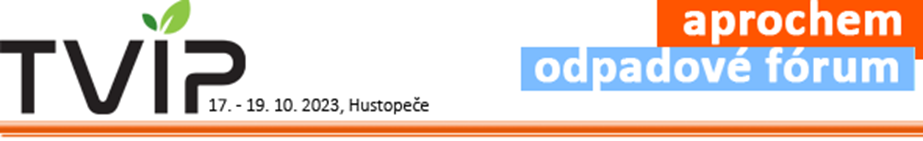 TVIP
17. - 19. 10. 2023, Hustopeče
aprochem
odpadové fórum